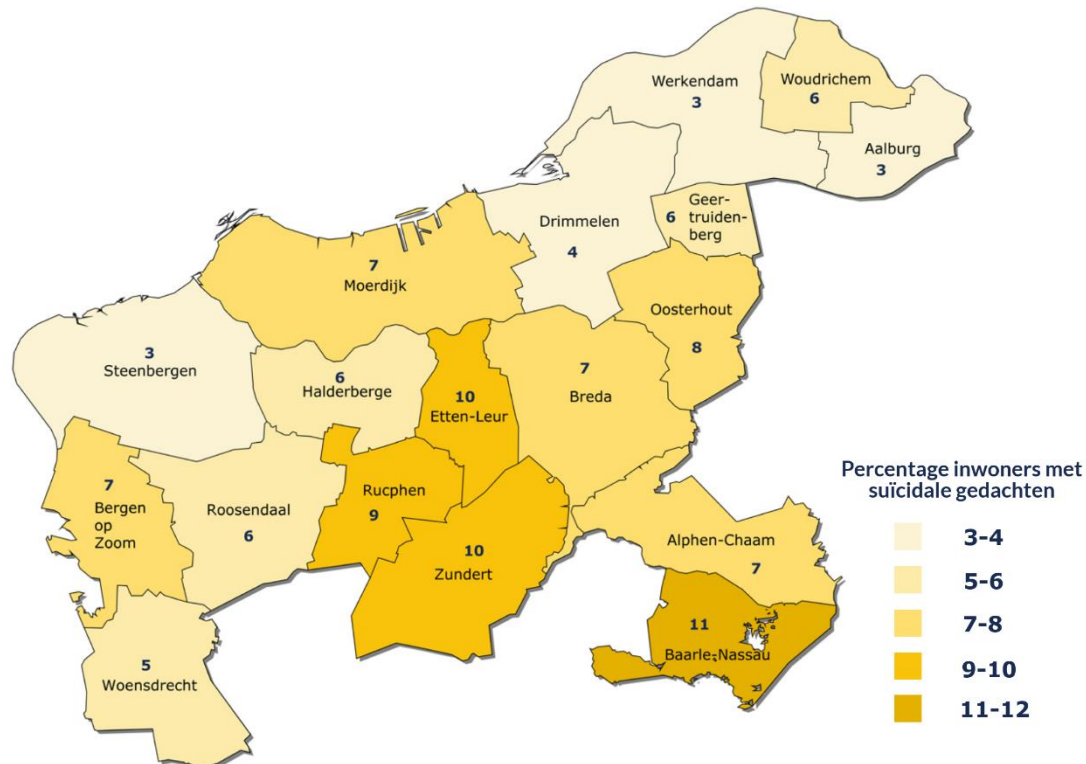 Werkendam
3
Woudrichem
6
Aalburg
3
Drimmelen
4
6
Geer-
truiden-
berg
7
Moerdijk
Oosterhout
8
3
Steenbergen
6
Halderberge
10
Etten-Leur
7
Breda
7
Bergen
op
Zoom
Roosendaal
6
Rucphen
9
10
Zundert
Alphen-Chaam
7
11
Baarle-Nassau
5
Woensdrecht
Percentage inwoners met
suïcidale gedachten
3-4
5-6
7-8
9-10
11-12